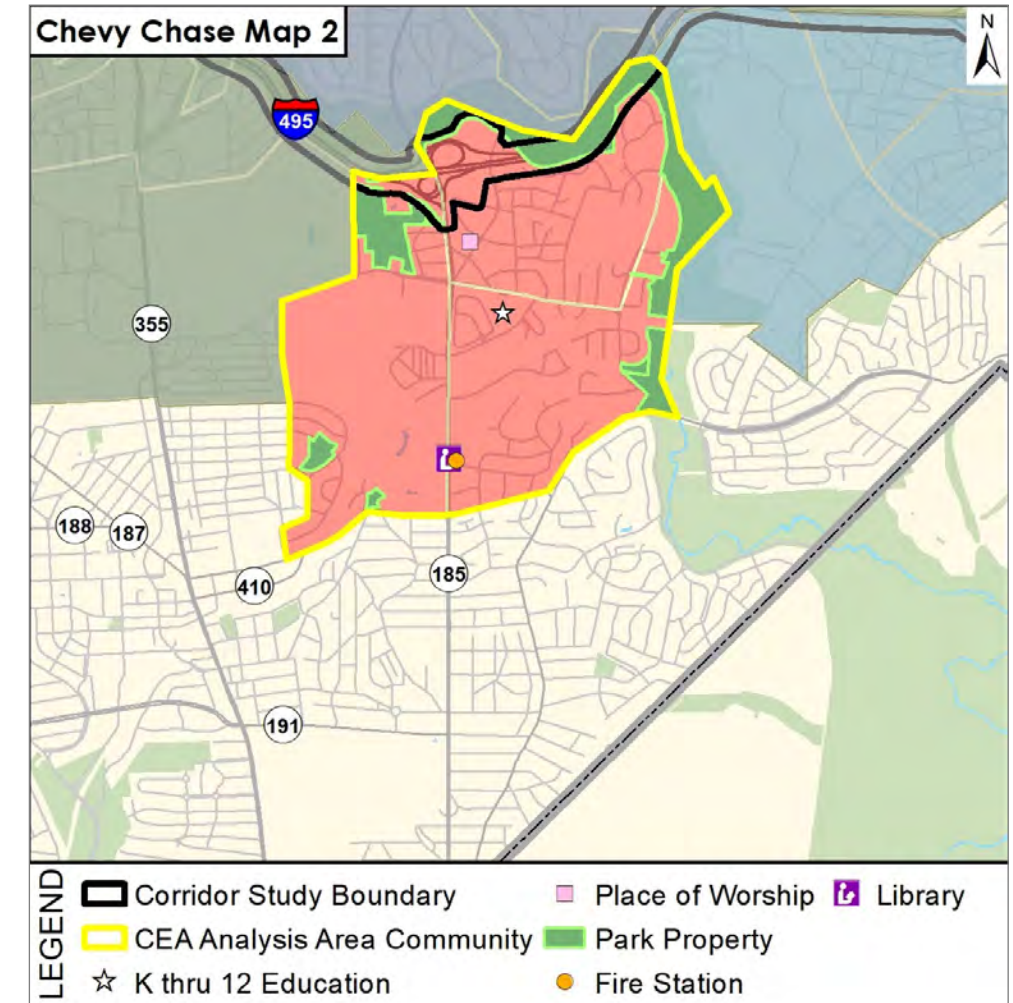 Chevy Chase Map 2
N
495
355
188
187
410
185
191
LEGEND
Corridor Study Boundary
Place of Worship
Library
CEA Analysis Area Community
Park Property
K thru 12 Education
Fire Station